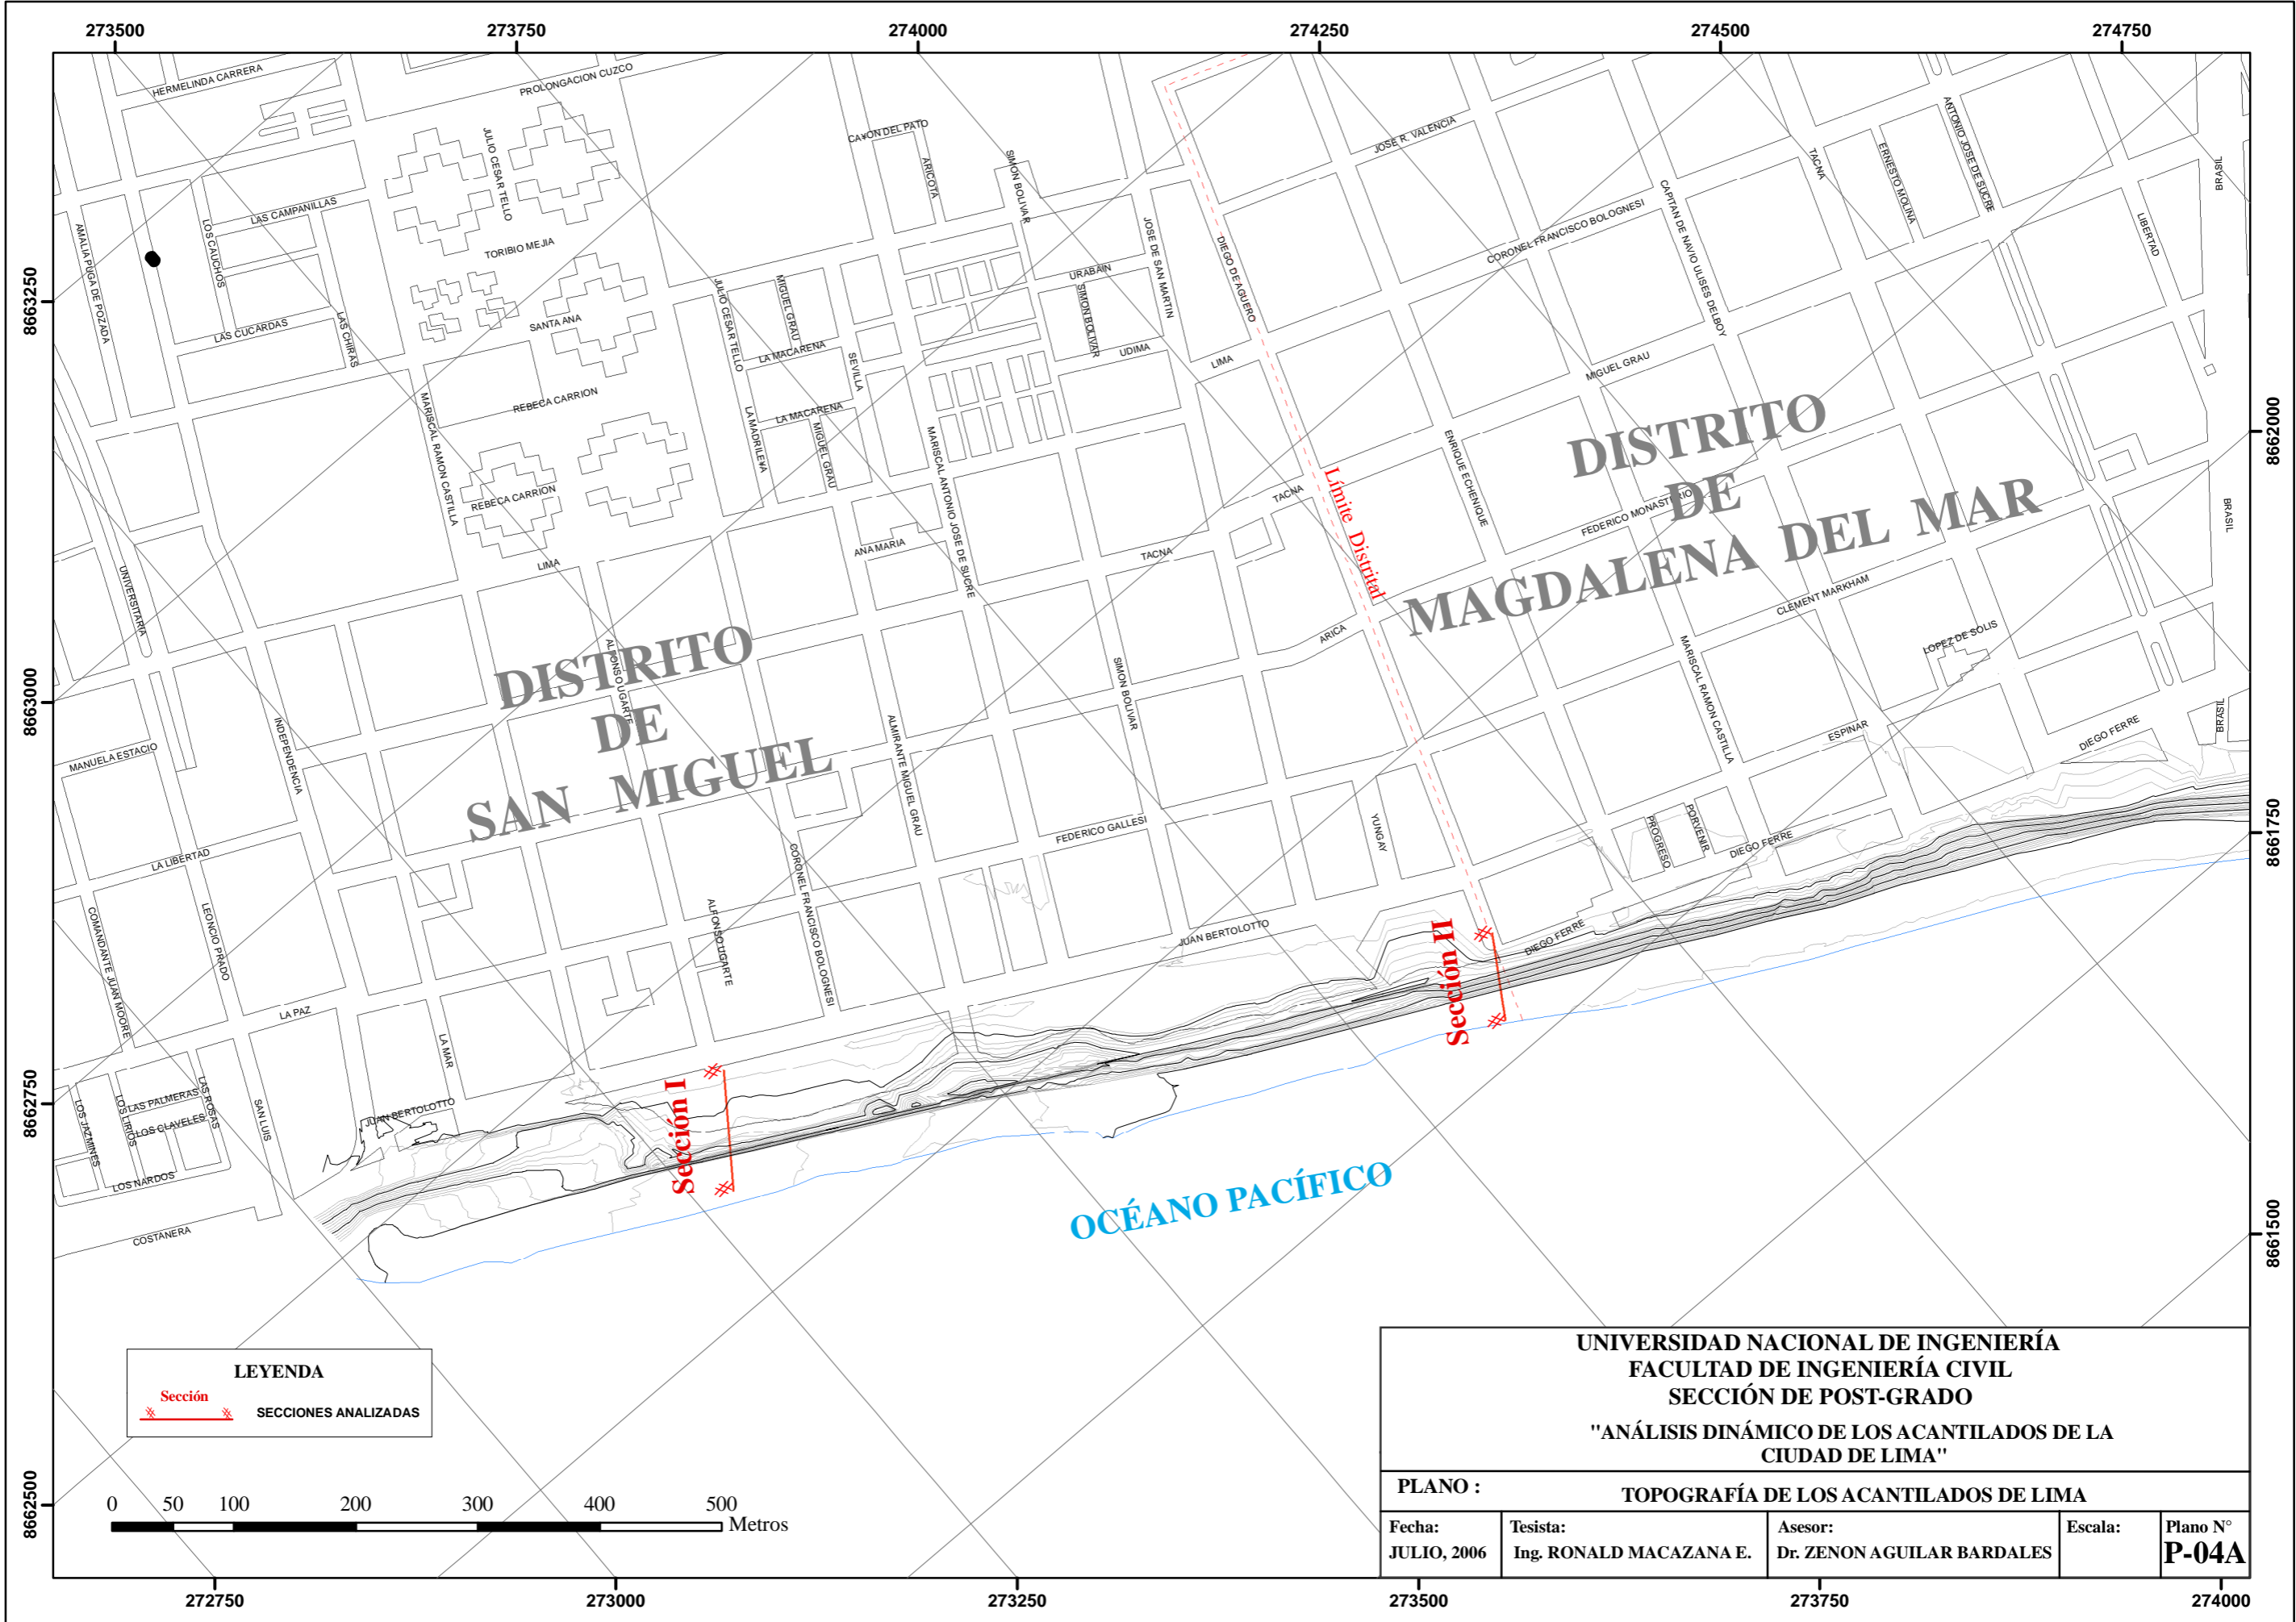 273500
273750
274000
274250
274500
274750
HERMELINDA CARRERA
PROLONGACION CUZCO
JULIO CESAR TELLO
CAÑON DEL PATO
ARICOTA
SIMON BOLIVAR
JOSE R. VALENCIA
TACNA
ERNESTO MOLINA
ANTONIO JOSE DE SUCRE
BRASIL
AMALIA PUGA DE POZADA
LOS CAUCHOS
LAS CAMPANILLAS
TORIBIO MEJIA
JOSE DE SAN MARTIN
DIEGO DE AGUERO
CORONEL FRANCISCO BOLOGNESI
CAPITAN DE NAVIO ULISES DELBOY
LIBERTAD
8663250
LAS CUCARDAS
LAS CHIRAS
SANTA ANA
JULIO CESAR TELLO
MIGUEL GRAU
LA MACARENA
SEVILLA
URABAIN
SIMON BOLIVAR
UDIMA
LIMA
MIGUEL GRAU
8662000
MARISCAL RAMON CASTILLA
REBECA CARRION
LA MADRILEÑA
LA MACARENA
MIGUEL GRAU
MARISCAL ANTONIO JOSE DE SUCRE
ENRIQUE ECHENIQUE
DISTRITO
DE
MAGDALENA DEL MAR
REBECA CARRION
TACNA
Límite Distrital
FEDERICO MONASTERIO
BRASIL
UNIVERSITARIA
LIMA
ANA MARIA
TACNA
CLEMENT MARKHAM
ARICA
LOPEZ DE SOLIS
8663000
DISTRITO
DE
SAN MIGUEL
ALFONSO UGARTE
INDEPENDENCIA
ALMIRANTE MIGUEL GRAU
SIMON BOLIVAR
MARISCAL RAMON CASTILLA
ESPINAR
DIEGO FERRE
BRASIL
MANUELA ESTACIO
LA LIBERTAD
CORONEL FRANCISCO BOLOGNESI
FEDERICO GALLESI
YUNGAY
PROGRESO
PORVENIR
DIEGO FERRE
8661750
COMANDANTE JUAN MOORE
LEONCIO PRADO
ALFONSO UGARTE
JUAN BERTOLOTTO
Sección II
DIEGO FERRE
LA PAZ
LA MAR
8662750
LOS JAZMINES
LOS LIRIOS
LAS PALMERAS
LAS ROSAS
LOS CLAVELES
SAN LUIS
JUAN BERTOLOTTO
Sección I
LOS NARDOS
COSTANERA
OCÉANO PACÍFICO
8661500
LEYENDA
Sección
SECCIONES ANALIZADAS
8662500
0 50 100 200 300 400 500
Metros
UNIVERSIDAD NACIONAL DE INGENIERÍA
FACULTAD DE INGENIERÍA CIVIL
SECCIÓN DE POST-GRADO
"ANÁLISIS DINÁMICO DE LOS ACANTILADOS DE LA
CIUDAD DE LIMA"
PLANO :
TOPOGRAFÍA DE LOS ACANTILADOS DE LIMA
Fecha:
JULIO, 2006
Tesista:
Ing. RONALD MACAZANA E.
Asesor:
Dr. ZENON AGUILAR BARDALES
Escala:
Plano N°
P-04A
272750
273000
273250
273500
273750
274000